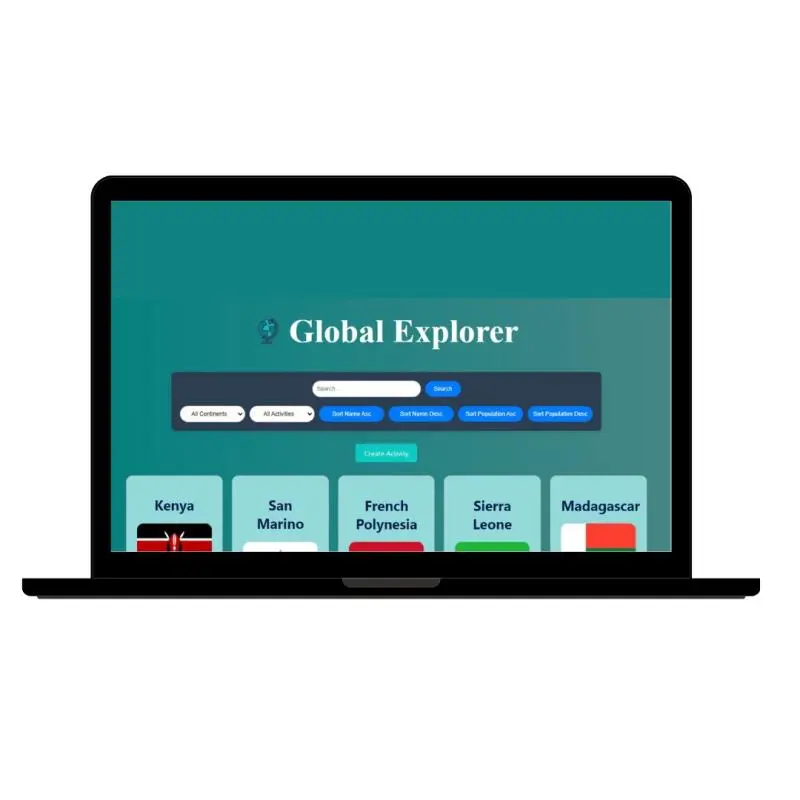 Global Explorer
Search
Search
All Continents
All Activities
Sort Name Asc
Sort Name Desc
Sort Population Asc
Sort Population Desc
Create Activity
Kenya
San
Marino
French
Polynesia
Sierra
Leone
Madagascar